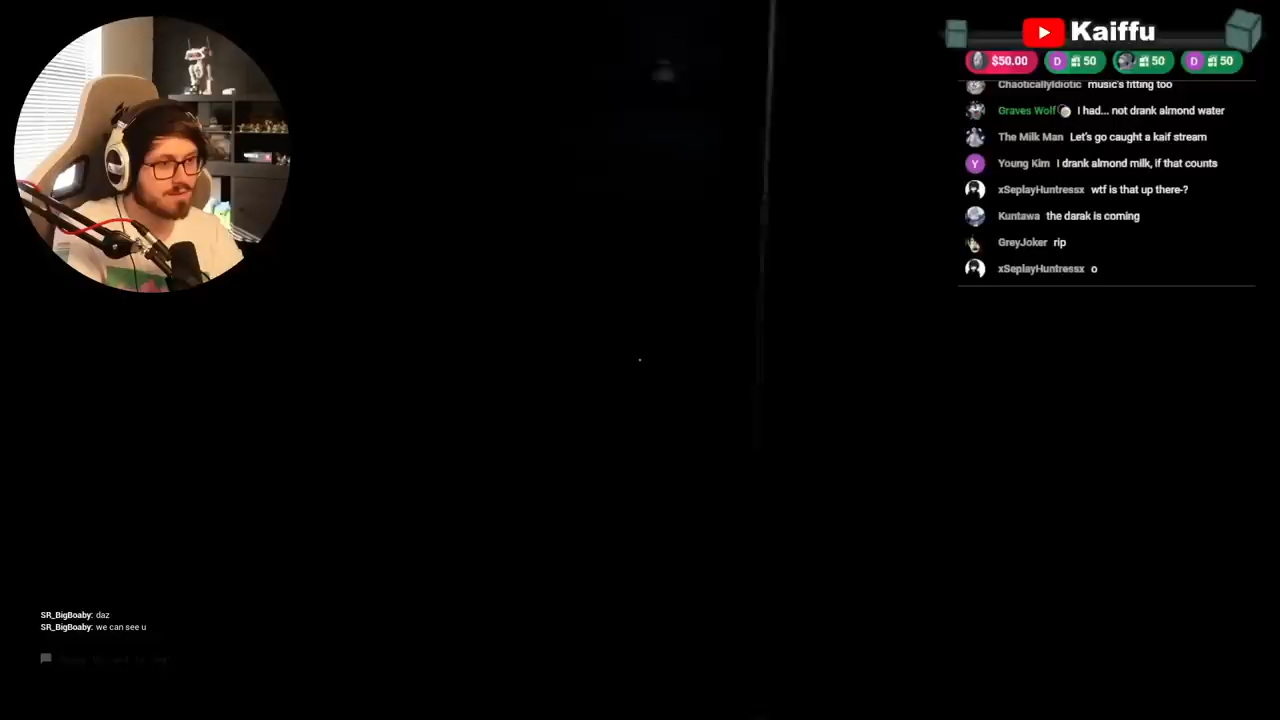 Kaiffu
$50.00 D 50 50 D 50
ChaoticallyIdiotic music's fitting too
Graves Wolf I had... not drank almond water
The Milk Man Let's go caught a kaif stream
Y Young Kim I drank almond milk, if that counts
xSeplayHuntressx wtf is that up there-?
Kuntawa the darak is coming
GreyJoker rip
xSeplayHuntressx o
SR_BigBoaby: daz
SR_BigBoaby: we can see u